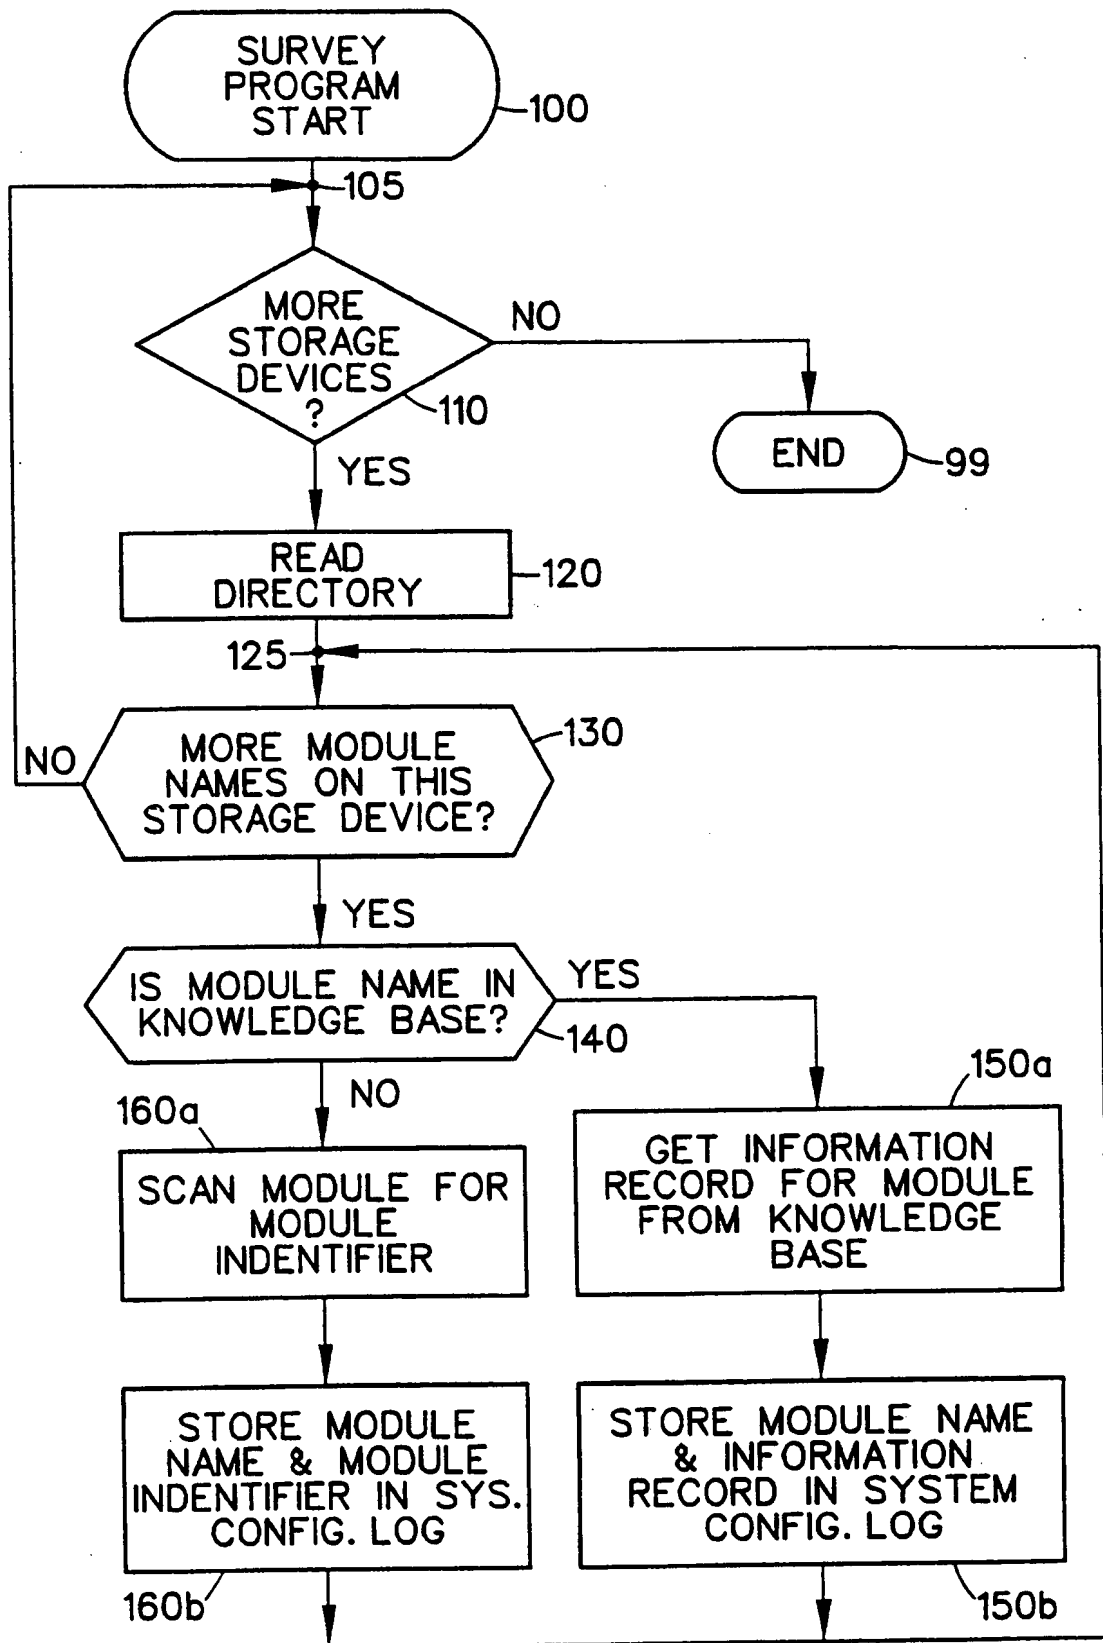 SURVEY
PROGRAM
START
100
105
MORE
STORAGE
DEVICES
?
110
NO
END
99
YES
READ
DIRECTORY
120
125
MORE MODULE
NAMES ON THIS
STORAGE DEVICE?
130
NO
YES
IS MODULE NAME IN
KNOWLEDGE BASE?
140
YES
NO
160a
SCAN MODULE FOR
MODULE
INDENTIFIER
150a
GET INFORMATION
RECORD FOR MODULE
FROM KNOWLEDGE
BASE
STORE MODULE
NAME & MODULE
INDENTIFIER IN SYS.
CONFIG. LOG
160b
STORE MODULE NAME
& INFORMATION
RECORD IN SYSTEM
CONFIG. LOG
150b